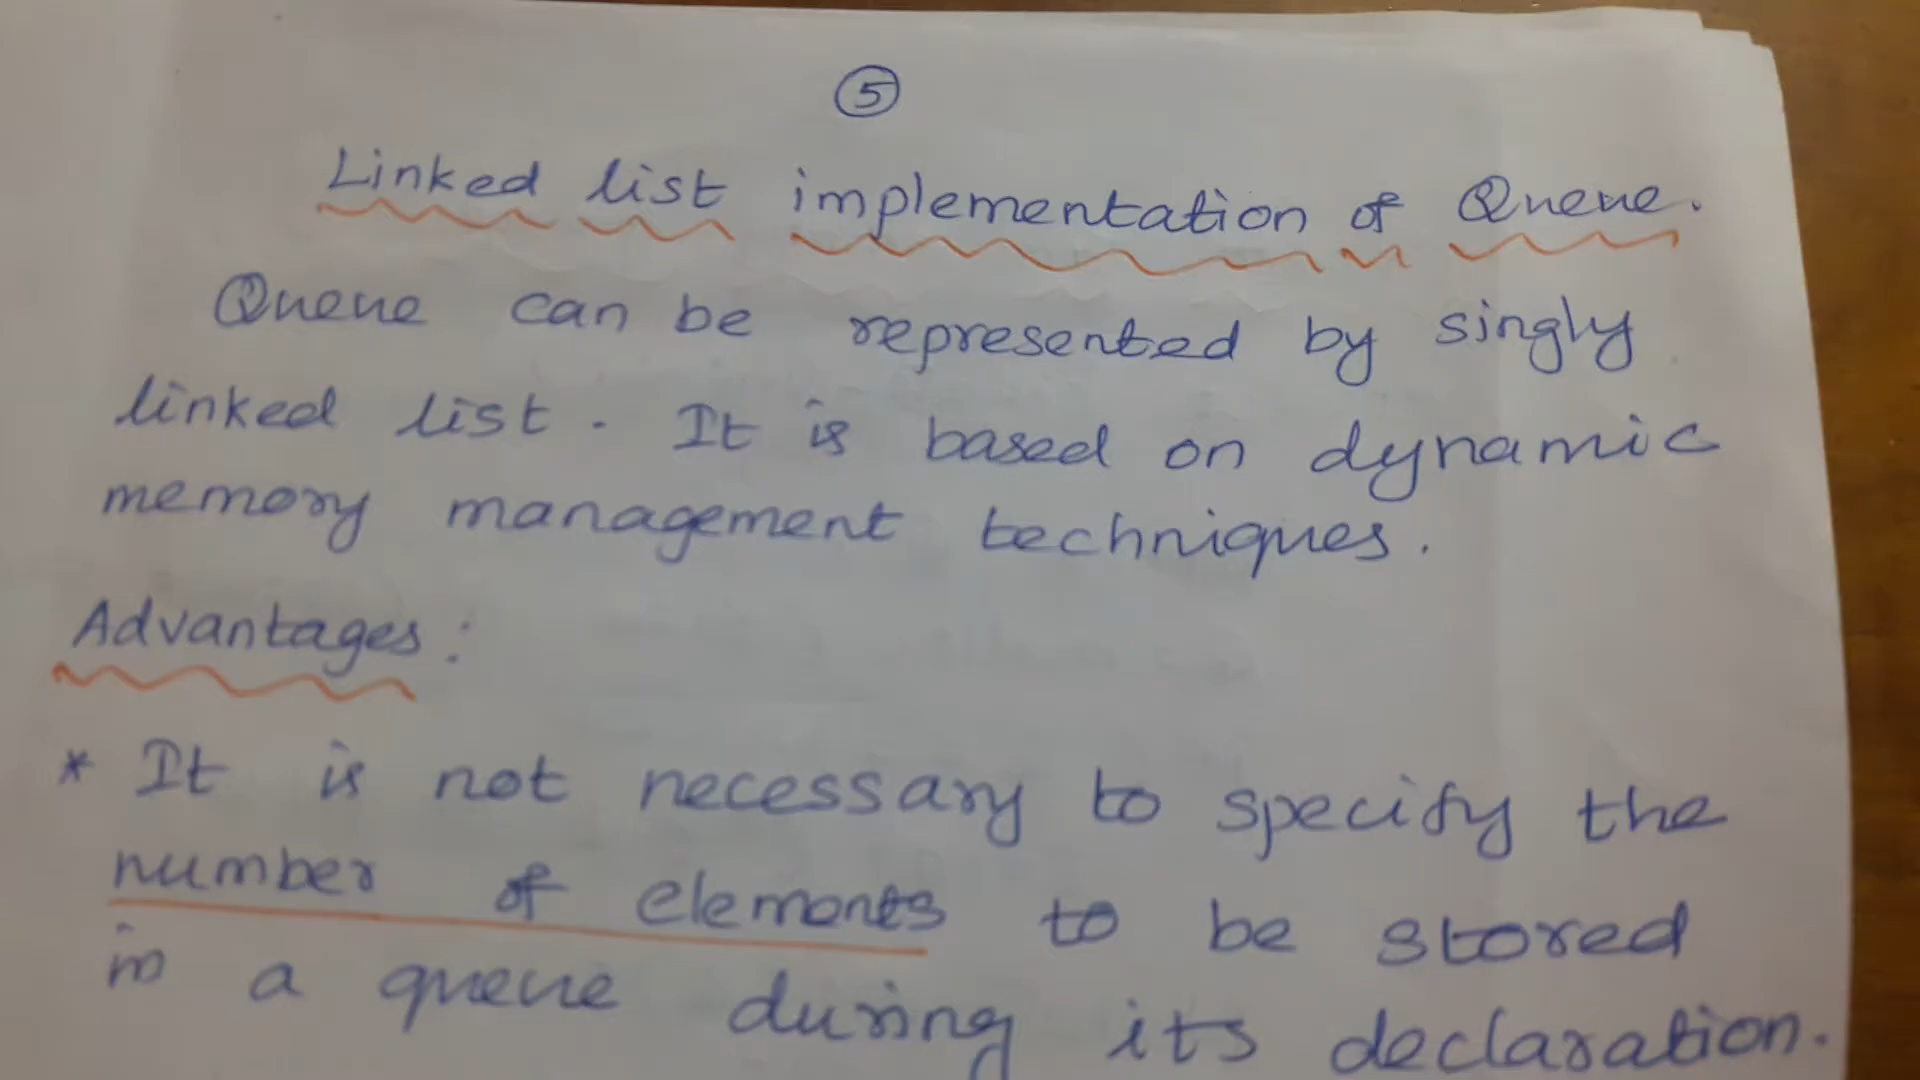 5
Linked list implementation of Queue.
Queue can be represented by singly
linked list. It is based on dynamic
memory management techniques.
Advantages:
* It is not necessary to specify the
number of elements to be stored
in a queue during its declaration.